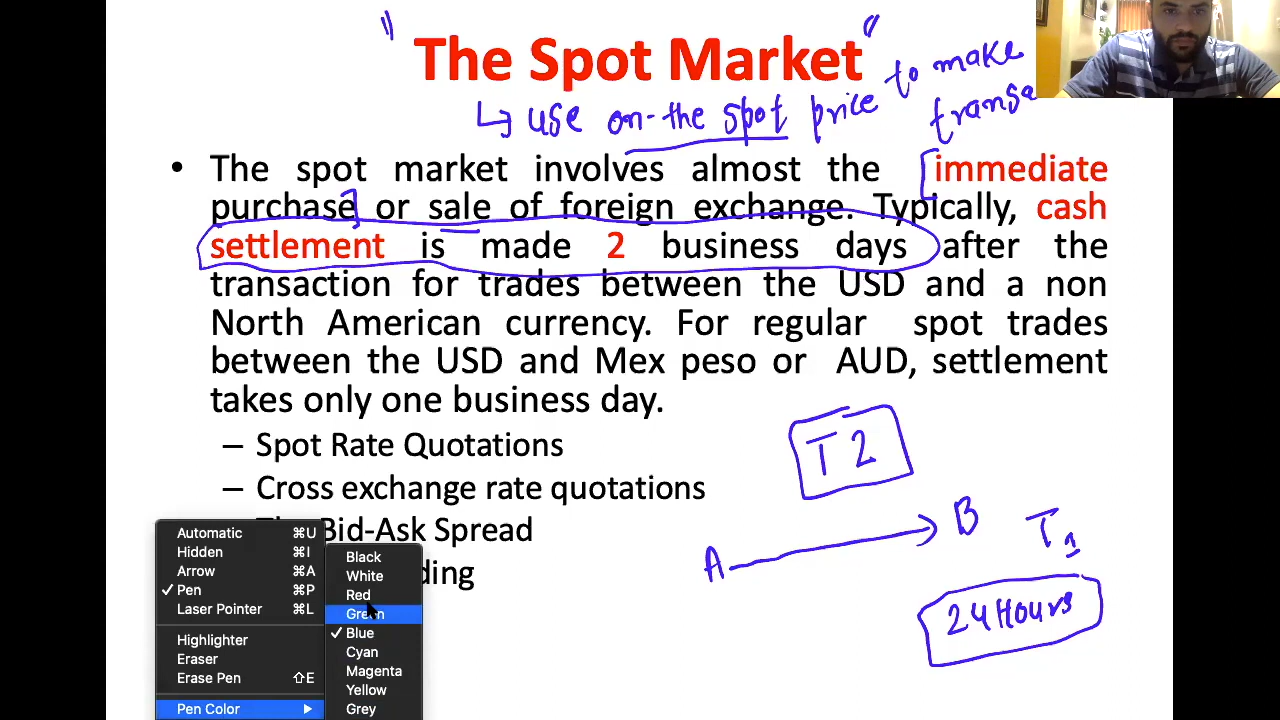 "The Spot Market"
↳ use on-the spot price to make
transa
• The spot market involves almost the [immediate
purchase] or sale of foreign exchange. Typically, cash
settlement is made 2 business days after the
transaction for trades between the USD and a non
North American currency. For regular spot trades
between the USD and Mex peso or AUD, settlement
takes only one business day.
– Spot Rate Quotations
– Cross exchange rate quotations
Bid-Ask Spread
ding
T2
A → B
T1
24 Hours
Automatic ⌘U
Hidden ⌘I
Arrow ⌘A
✓ Pen ⌘P
Laser Pointer ⌘L
Highlighter
Eraser
Erase Pen ⇧E
Pen Color ▶
Black
White
Red
Green
✓ Blue
Cyan
Magenta
Yellow
Grey